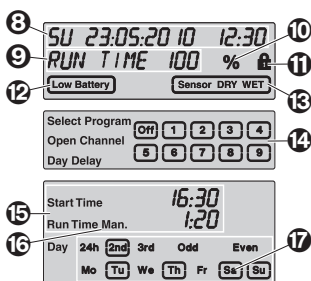 8 SU 23:05:2010 12:30
9 RUN TIME 100 % 10
11
12 Low Battery Sensor DRY WET 13
Select Program Off 1 2 3 4
Open Channel 14
Day Delay 5 6 7 8 9
Start Time 16:30
15
Run Time Man. 1:20
16
Day 24h 2nd 3rd Odd Even 17
Mo Tu We Th Fr Sa Su